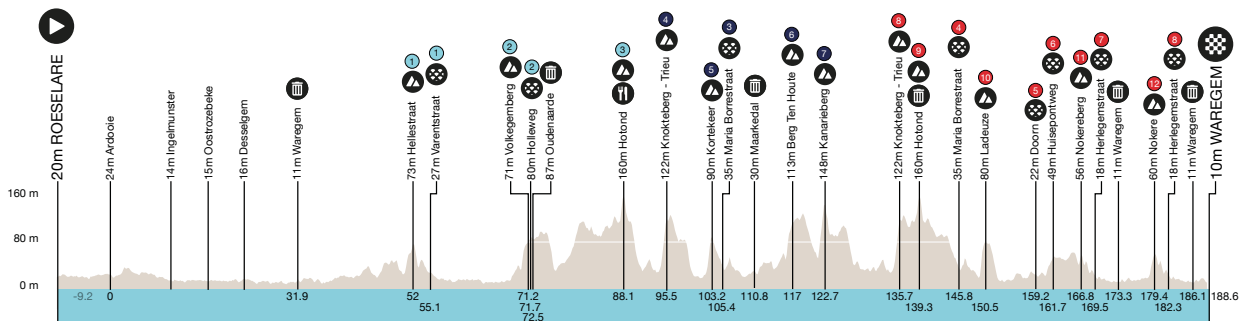 1 1 2 2 3 4 5 3 6 7 8 9 4 10 5 6 11 7 12 8
20m ROESELARE
24m Ardooie
14m Ingelmunster
15m Oostrozebeke
16m Desselgem
11m Waregem
73m Hellestraat
27m Varentstraat
71m Volkegemberg
80m Holleweg
87m Oudenaarde
160m Hotond
122m Knokteberg - Trieu
90m Kortekeer
35m Maria Borrestraat
30m Maarkedal
113m Berg Ten Houte
148m Kanarieberg
122m Knokteberg - Trieu
160m Hotond
35m Maria Borrestraat
80m Ladeuze
22m Doorn
49m Huisepontweg
56m Nokereberg
18m Herlegemstraat
11m Waregem
60m Nokere
18m Herlegemstraat
11m Waregem
10m WAREGEM
160 m
80 m
0 m
-9.2 0 31.9 52 71.2 88.1 95.5 103.2 110.8 117 122.7 135.7 145.8 150.5 159.2 166.8 173.3 179.4 186.1 188.6
55.1 71.7 105.4 139.3 161.7 169.5 182.3
72.5